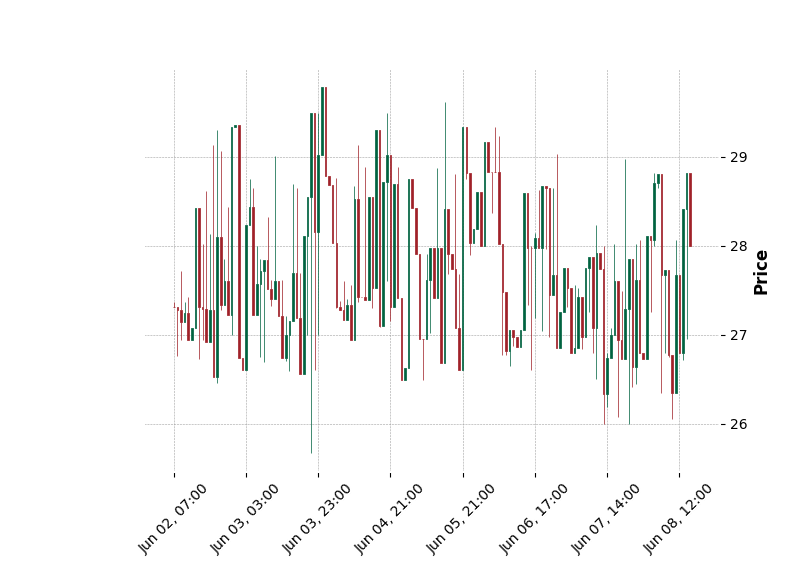 29
28
27
26
Price
Jun 02, 07:00
Jun 03, 03:00
Jun 03, 23:00
Jun 04, 21:00
Jun 05, 21:00
Jun 06, 17:00
Jun 07, 14:00
Jun 08, 12:00